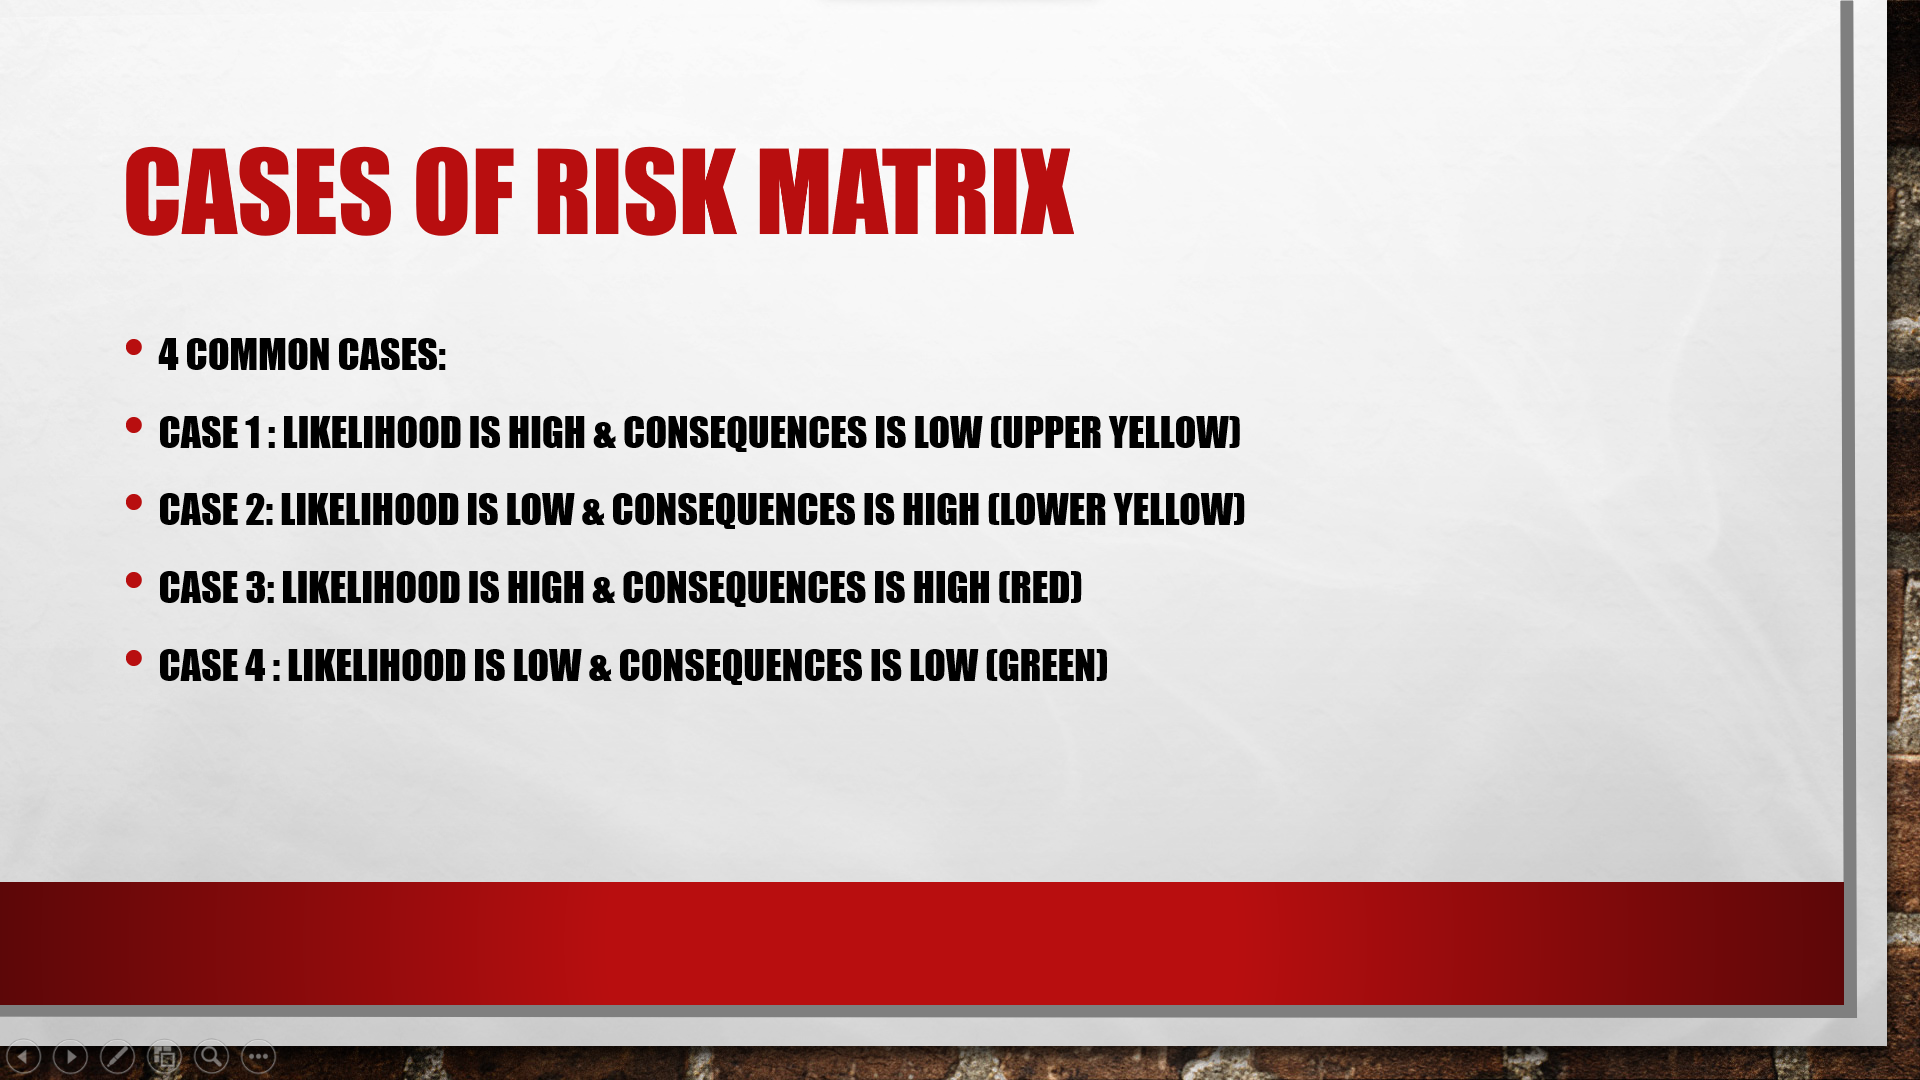 CASES OF RISK MATRIX
• 4 COMMON CASES:
• CASE 1 : LIKELIHOOD IS HIGH & CONSEQUENCES IS LOW (UPPER YELLOW)
• CASE 2: LIKELIHOOD IS LOW & CONSEQUENCES IS HIGH (LOWER YELLOW)
• CASE 3: LIKELIHOOD IS HIGH & CONSEQUENCES IS HIGH (RED)
• CASE 4 : LIKELIHOOD IS LOW & CONSEQUENCES IS LOW (GREEN)